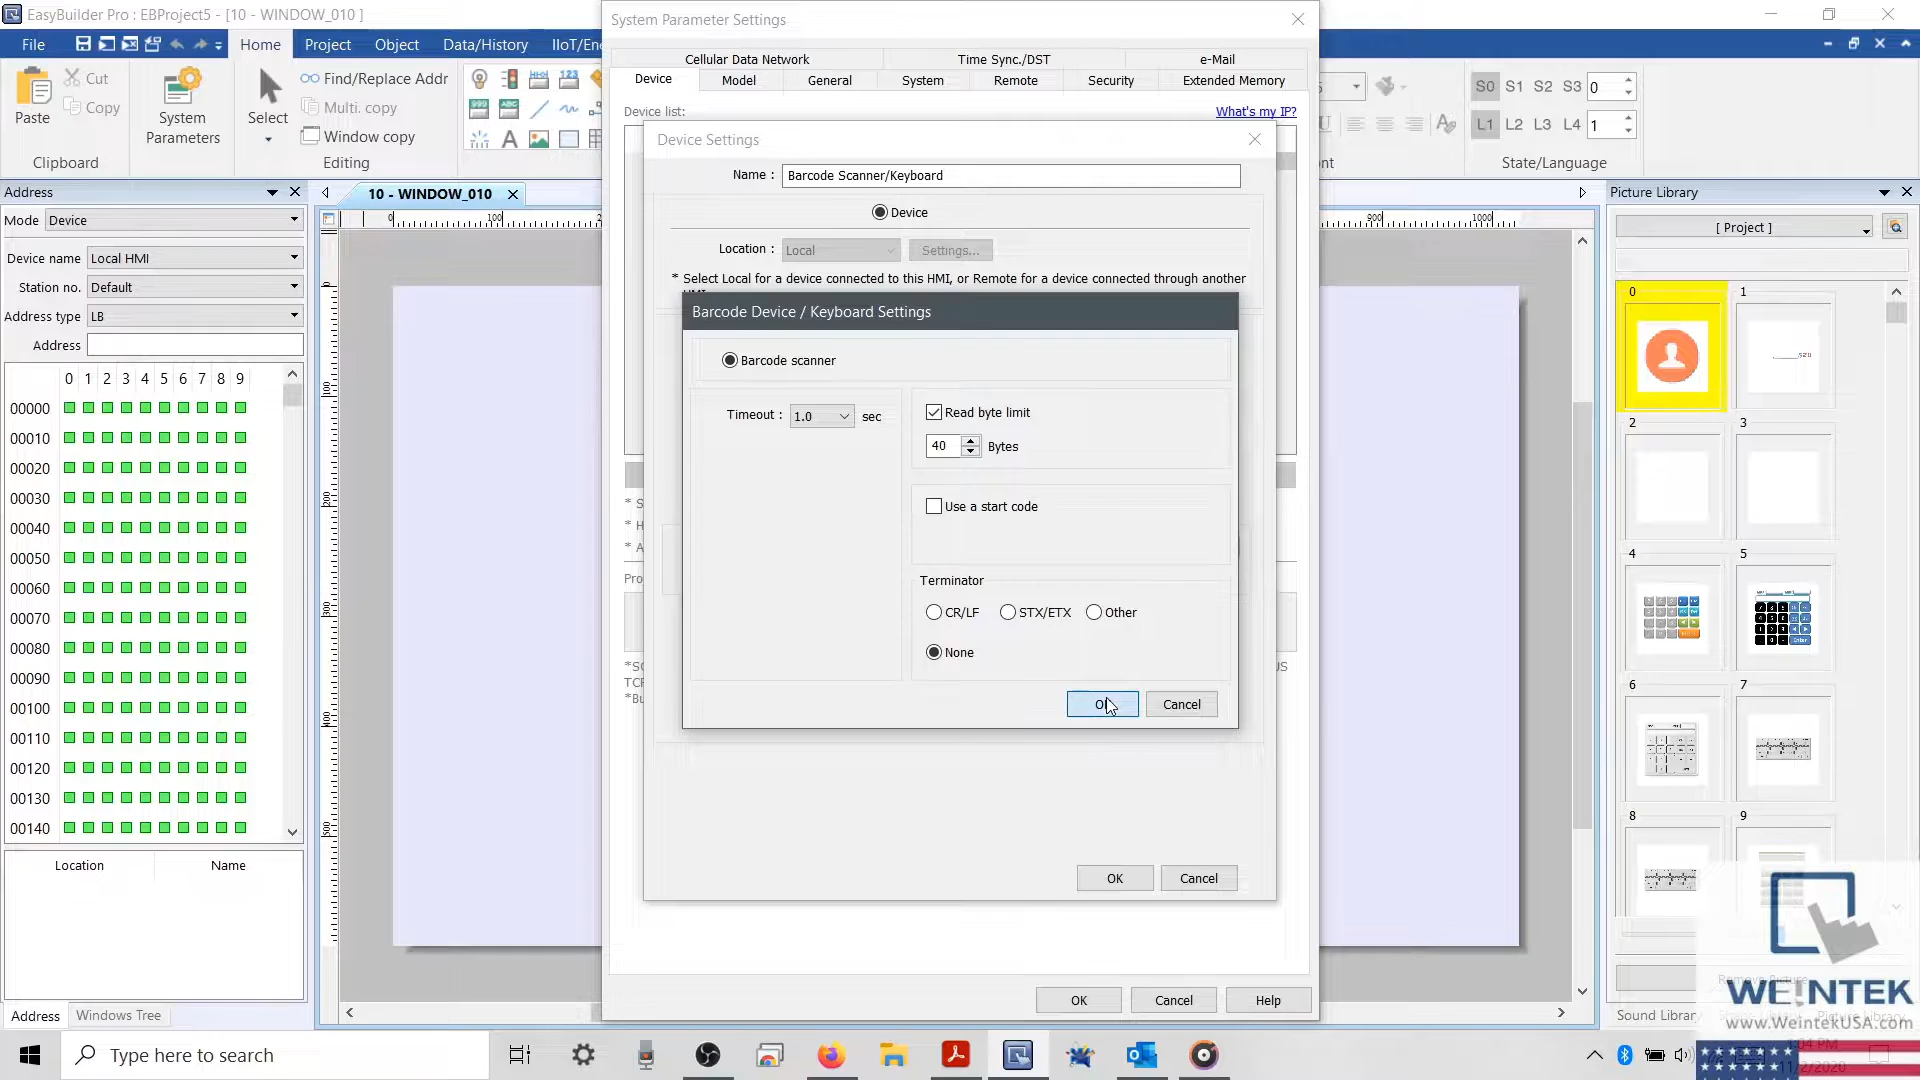 EasyBuilder Pro : EBProject5 - [10 - WINDOW_010 ]
System Parameter Settings
File
Home
Project
Object
Data/History
IIoT/En
Paste
Cut
Copy
Clipboard
System
Parameters
Select
Find/Replace Addr
Multi. copy
Window copy
Editing
Cellular Data Network
Time Sync./DST
e-Mail
Device
Model
General
System
Remote
Security
Extended Memory
Device list:
What's my IP?
S0 S1 S2 S3 0
L1 L2 L3 L4 1
State/Language
Address
Mode Device
Device name Local HMI
Station no. Default
Address type LB
Address
0 1 2 3 4 5 6 7 8 9
00000
00010
00020
00030
00040
00050
00060
00070
00080
00090
00100
00110
00120
00130
00140
Location
Name
Address
Windows Tree
10 - WINDOW_010
Device Settings
Name : Barcode Scanner/Keyboard
Device
Location : Local Settings...
* Select Local for a device connected to this HMI, or Remote for a device connected through another
Barcode Device / Keyboard Settings
Barcode scanner
Timeout : 1.0 sec
Read byte limit
40 Bytes
Use a start code
Terminator
CR/LF
STX/ETX
Other
None
Cancel
OK
Cancel
OK
Cancel
Help
Picture Library
[ Project ]
0
1
2
3
4
5
6
7
8
9
Sound Library
WEINTEK
www.WeintekUSA.com
Type here to search